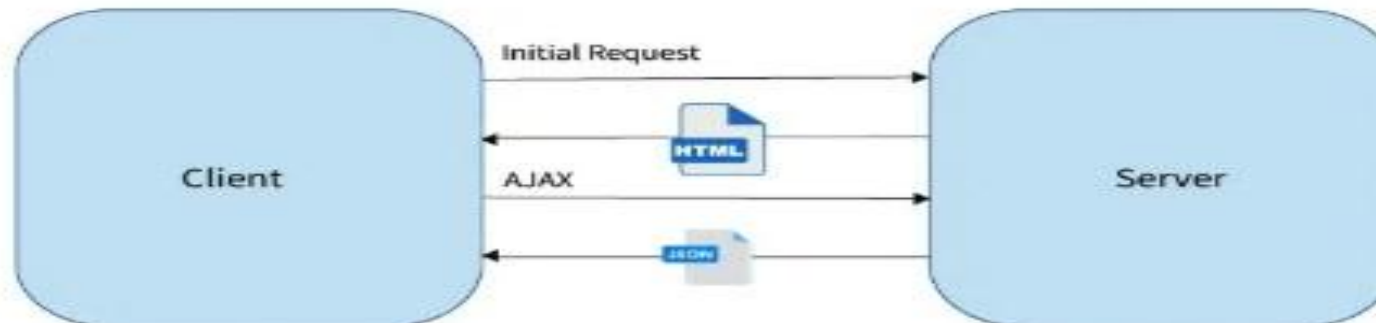 Initial Request
HTML
Client
AJAX
Server
JSON